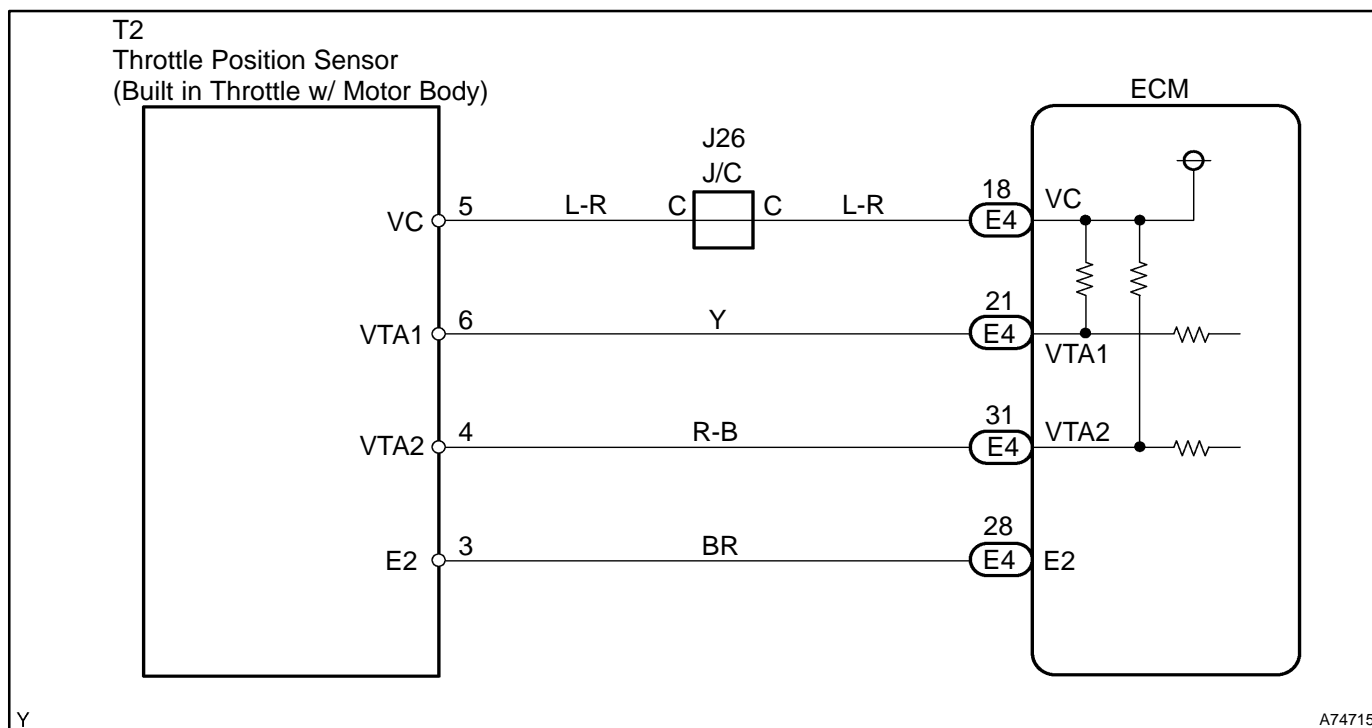 T2
Throttle Position Sensor
(Built in Throttle w/ Motor Body)
ECM
J26
J/C
VC 5 L-R C C L-R 18 E4 VC
VTA1 6 Y 21 E4 VTA1
VTA2 4 R-B 31 E4 VTA2
E2 3 BR 28 E4 E2
Y
A74715